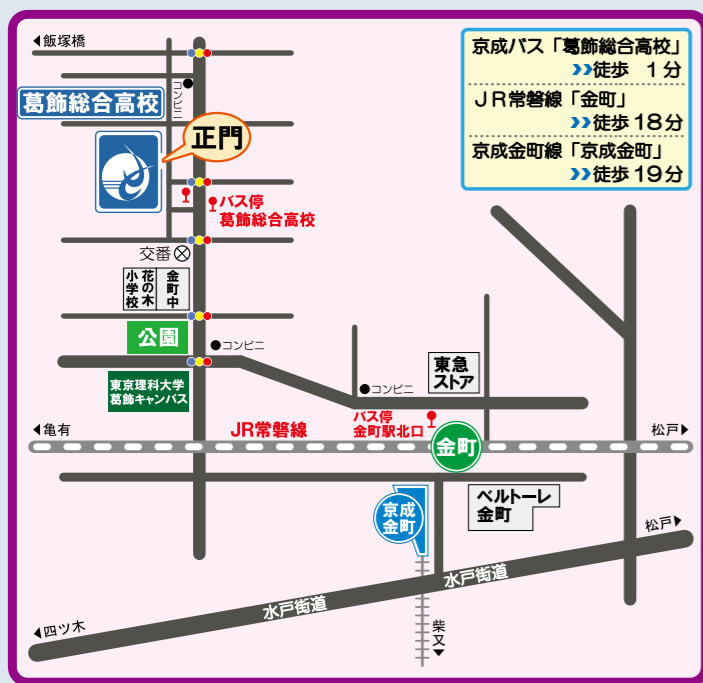 ◀飯塚橋
京成バス「葛飾総合高校」
>>徒歩 1分
JR常磐線「金町」
>>徒歩 18分
京成金町線「京成金町」
>>徒歩 19分
コンビニ
葛飾総合高校
正門
バス停
葛飾総合高校
交番
花の木
小学校
金町中
公園
コンビニ
東京理科大学
葛飾キャンパス
コンビニ
東急
ストア
バス停
金町駅北口
◀亀有
JR常磐線
金町
松戸▶
京成
金町
ベルトーレ
金町
松戸▶
水戸街道
水戸街道
◀四ツ木
柴又▼